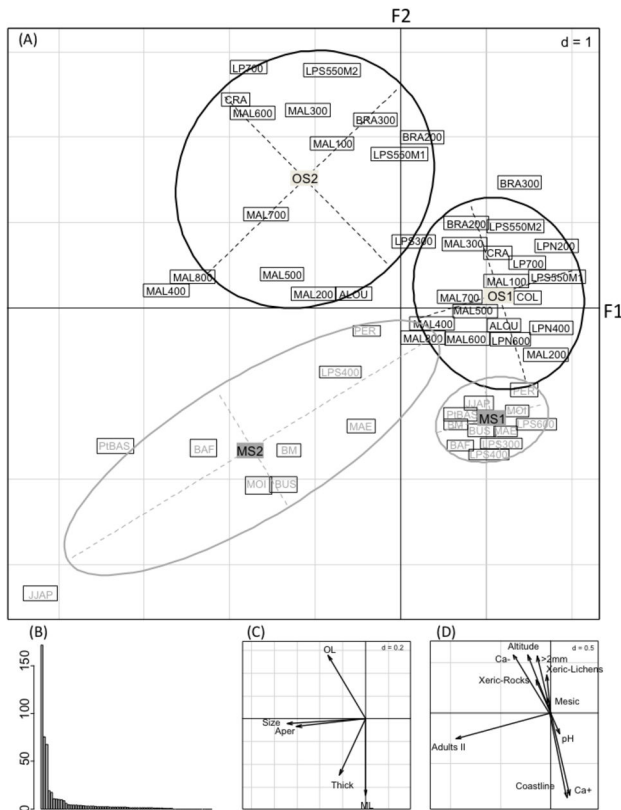 F2
(A)
d = 1
LP700
LPS550M2
CRA
MAL600
MAL300
BRA300
BRA200
MAL100
LPS550M1
OS2
BRA300
MAL700
BRA200
LPS550M2
LPS300
MAL300
LPN200
CRA
LP700
MAL800
MAL500
MAL100
LPS550M1
MAL400
MAL200
ALOU
MAL700
OS1
COL
F1
MAL500
PER
MAL400
ALOU
LPN400
MAL800
MAL600
LPN600
MAL200
LPS400
PER
JJAP
MOI
PtBAS
MS1
MAE
BM
BUS
MAE
LPS600
PtBAS
BAF
MS2
BM
BAF
LPS300
LPS400
MOI
BUS
JJAP
(B)
(C)
(D)
150
100
50
0
d = 0.2
OL
Size
Aper
Thick
ML
d = 0.5
Altitude
Ca-
>2mm
Xeric-Lichens
Xeric-Rocks
Mesic
pH
Adults II
Coastline
Ca+